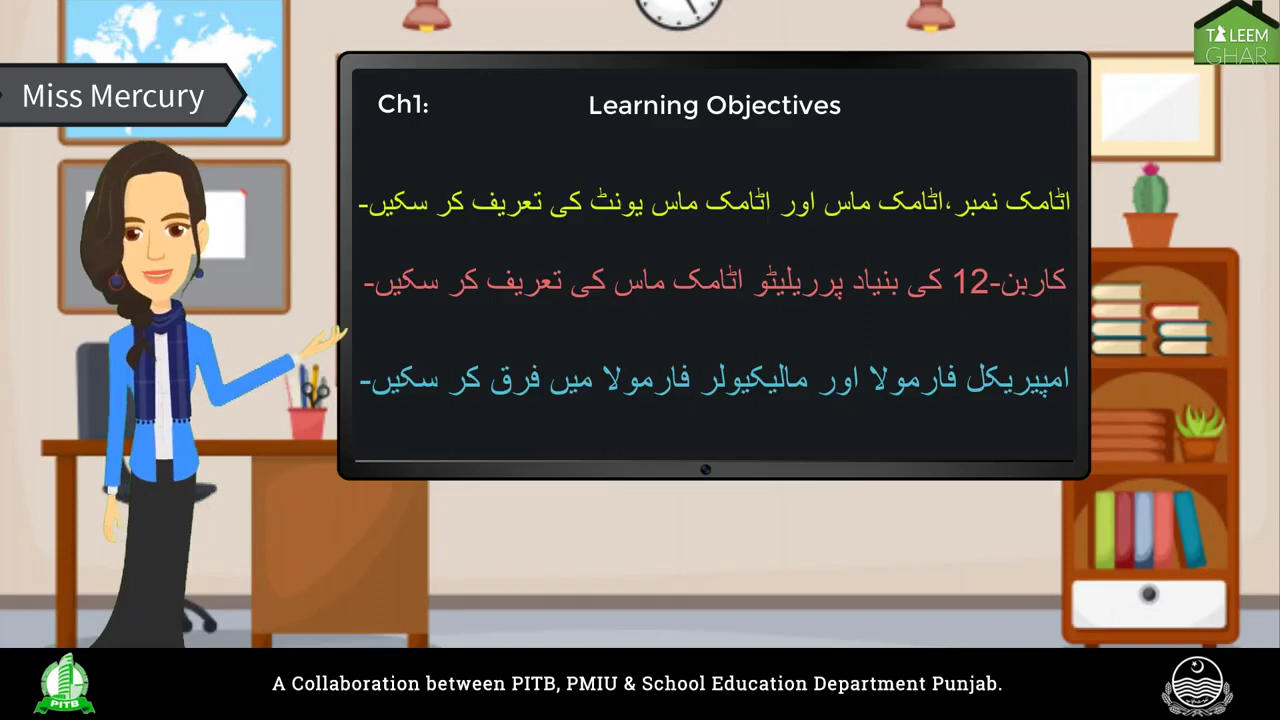 TALEEM
GHAR
Miss Mercury
Ch1:
Learning Objectives
اٹامک نمبر،اٹامک ماس اور اٹامک ماس یونٹ کی تعریف کر سکیں-
کاربن-12 کی بنیاد پرریلیٹو اٹامک ماس کی تعریف کر سکیں-
امپیریکل فارمولا اور مالیکیولر فارمولا میں فرق کر سکیں-
PITB
A Collaboration between PITB, PMIU & School Education Department Punjab.